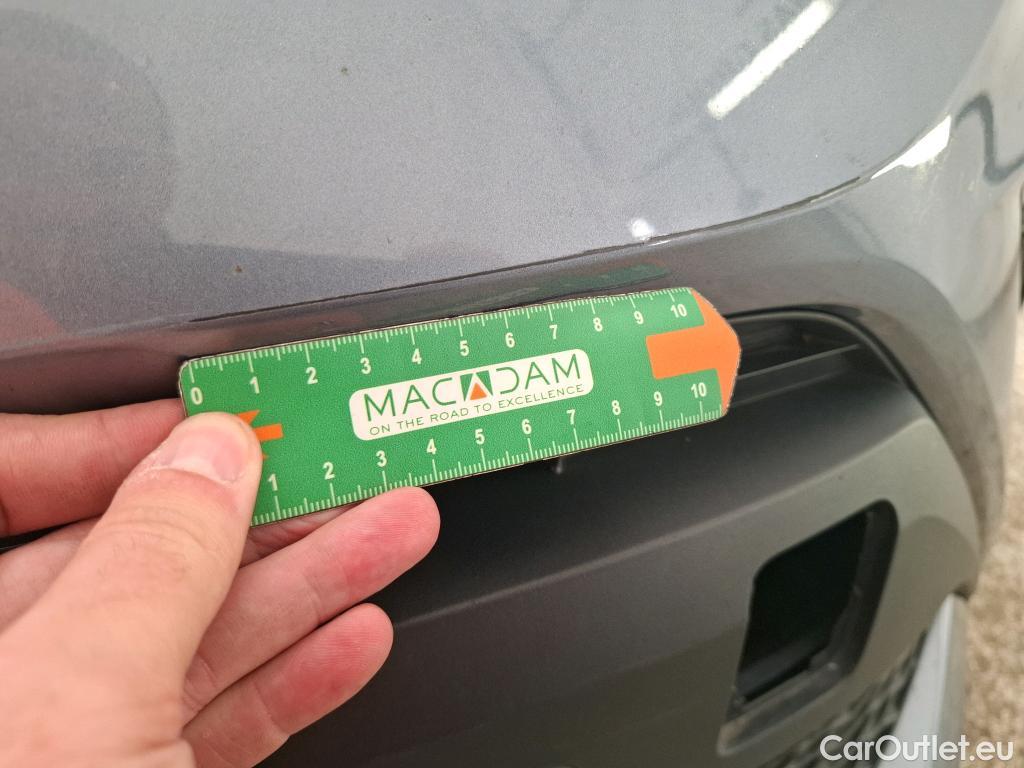 0 1 2 3 4 5 6 7 8 9 10
MACADAM
ON THE ROAD TO EXCELLENCE
1 2 3 4 5 6 7 8 9 10
CarOutlet.eu